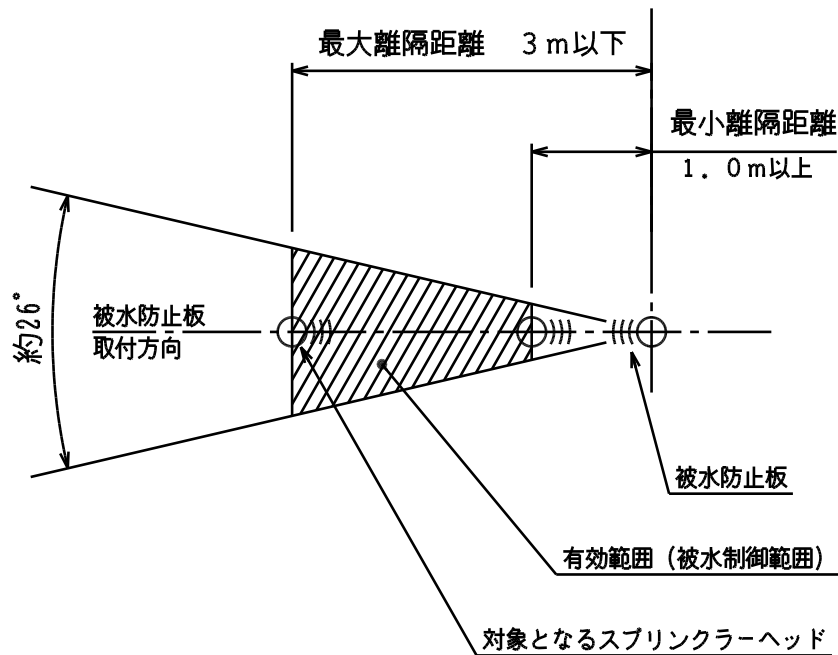 最大離隔距離　３ｍ以下
最小離隔距離
１．０ｍ以上
約26°
被水防止板
取付方向
被水防止板
有効範囲（被水制御範囲）
対象となるスプリンクラーヘッド